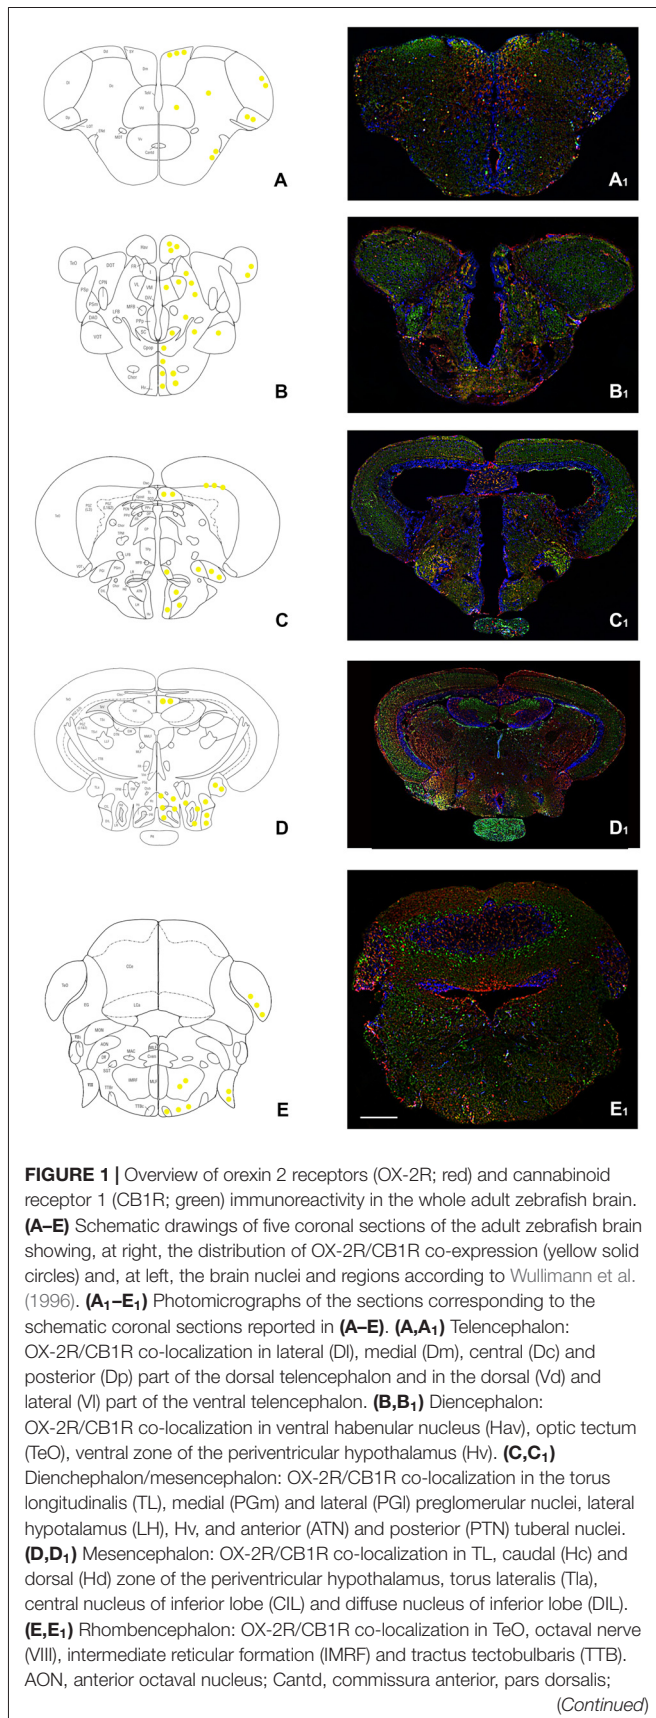 A
A1
B
B1
C
C1
D
D1
E
E1
FIGURE 1 | Overview of orexin 2 receptors (OX-2R; red) and cannabinoid
receptor 1 (CB1R; green) immunoreactivity in the whole adult zebrafish brain.
(A–E) Schematic drawings of five coronal sections of the adult zebrafish brain
showing, at right, the distribution of OX-2R/CB1R co-expression (yellow solid
circles) and, at left, the brain nuclei and regions according to Wullimann et al.
(1996). (A1–E1) Photomicrographs of the sections corresponding to the
schematic coronal sections reported in (A–E). (A,A1) Telencephalon:
OX-2R/CB1R co-localization in lateral (Dl), medial (Dm), central (Dc) and
posterior (Dp) part of the dorsal telencephalon and in the dorsal (Vd) and
lateral (Vl) part of the ventral telencephalon. (B,B1) Diencephalon:
OX-2R/CB1R co-localization in ventral habenular nucleus (Hav), optic tectum
(TeO), ventral zone of the periventricular hypothalamus (Hv). (C,C1)
Dienchephalon/mesencephalon: OX-2R/CB1R co-localization in the torus
longitudinalis (TL), medial (PGm) and lateral (PGl) preglomerular nuclei, lateral
hypotalamus (LH), Hv, and anterior (ATN) and posterior (PTN) tuberal nuclei.
(D,D1) Mesencephalon: OX-2R/CB1R co-localization in TL, caudal (Hc) and
dorsal (Hd) zone of the periventricular hypothalamus, torus lateralis (Tla),
central nucleus of inferior lobe (CIL) and diffuse nucleus of inferior lobe (DIL).
(E,E1) Rhombencephalon: OX-2R/CB1R co-localization in TeO, octaval nerve
(VIII), intermediate reticular formation (IMRF) and tractus tectobulbaris (TTB).
AON, anterior octaval nucleus; Cantd, commissura anterior, pars dorsalis;
(Continued)